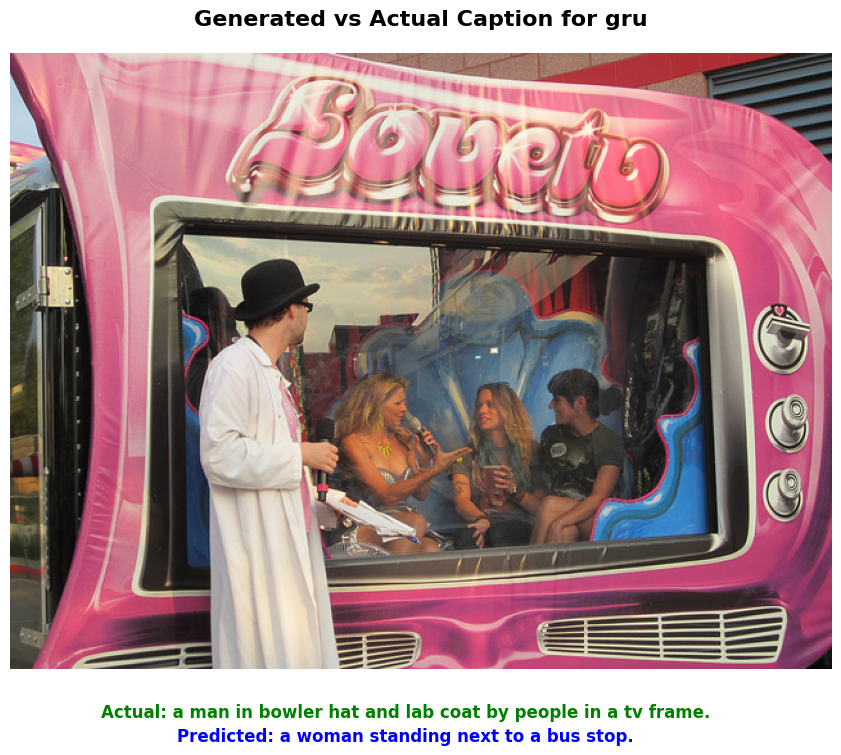 Generated vs Actual Caption for gru
Lovetv
Actual: a man in bowler hat and lab coat by people in a tv frame.
Predicted: a woman standing next to a bus stop.